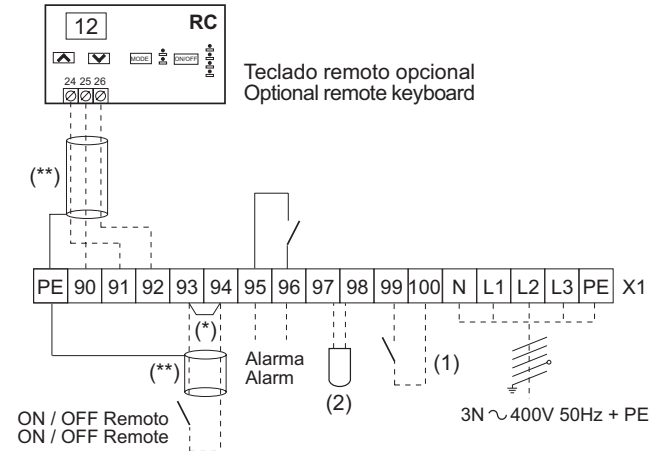 12
RC
MODE
ON/OFF
24 25 26
Teclado remoto opcional
Optional remote keyboard
(**)
PE 90 91 92 93 94 95 96 97 98 99 100 N L1 L2 L3 PE X1
(*)
(**)
Alarma
Alarm
(1)
(2)
ON / OFF Remoto
ON / OFF Remote
3N ~ 400V 50Hz + PE